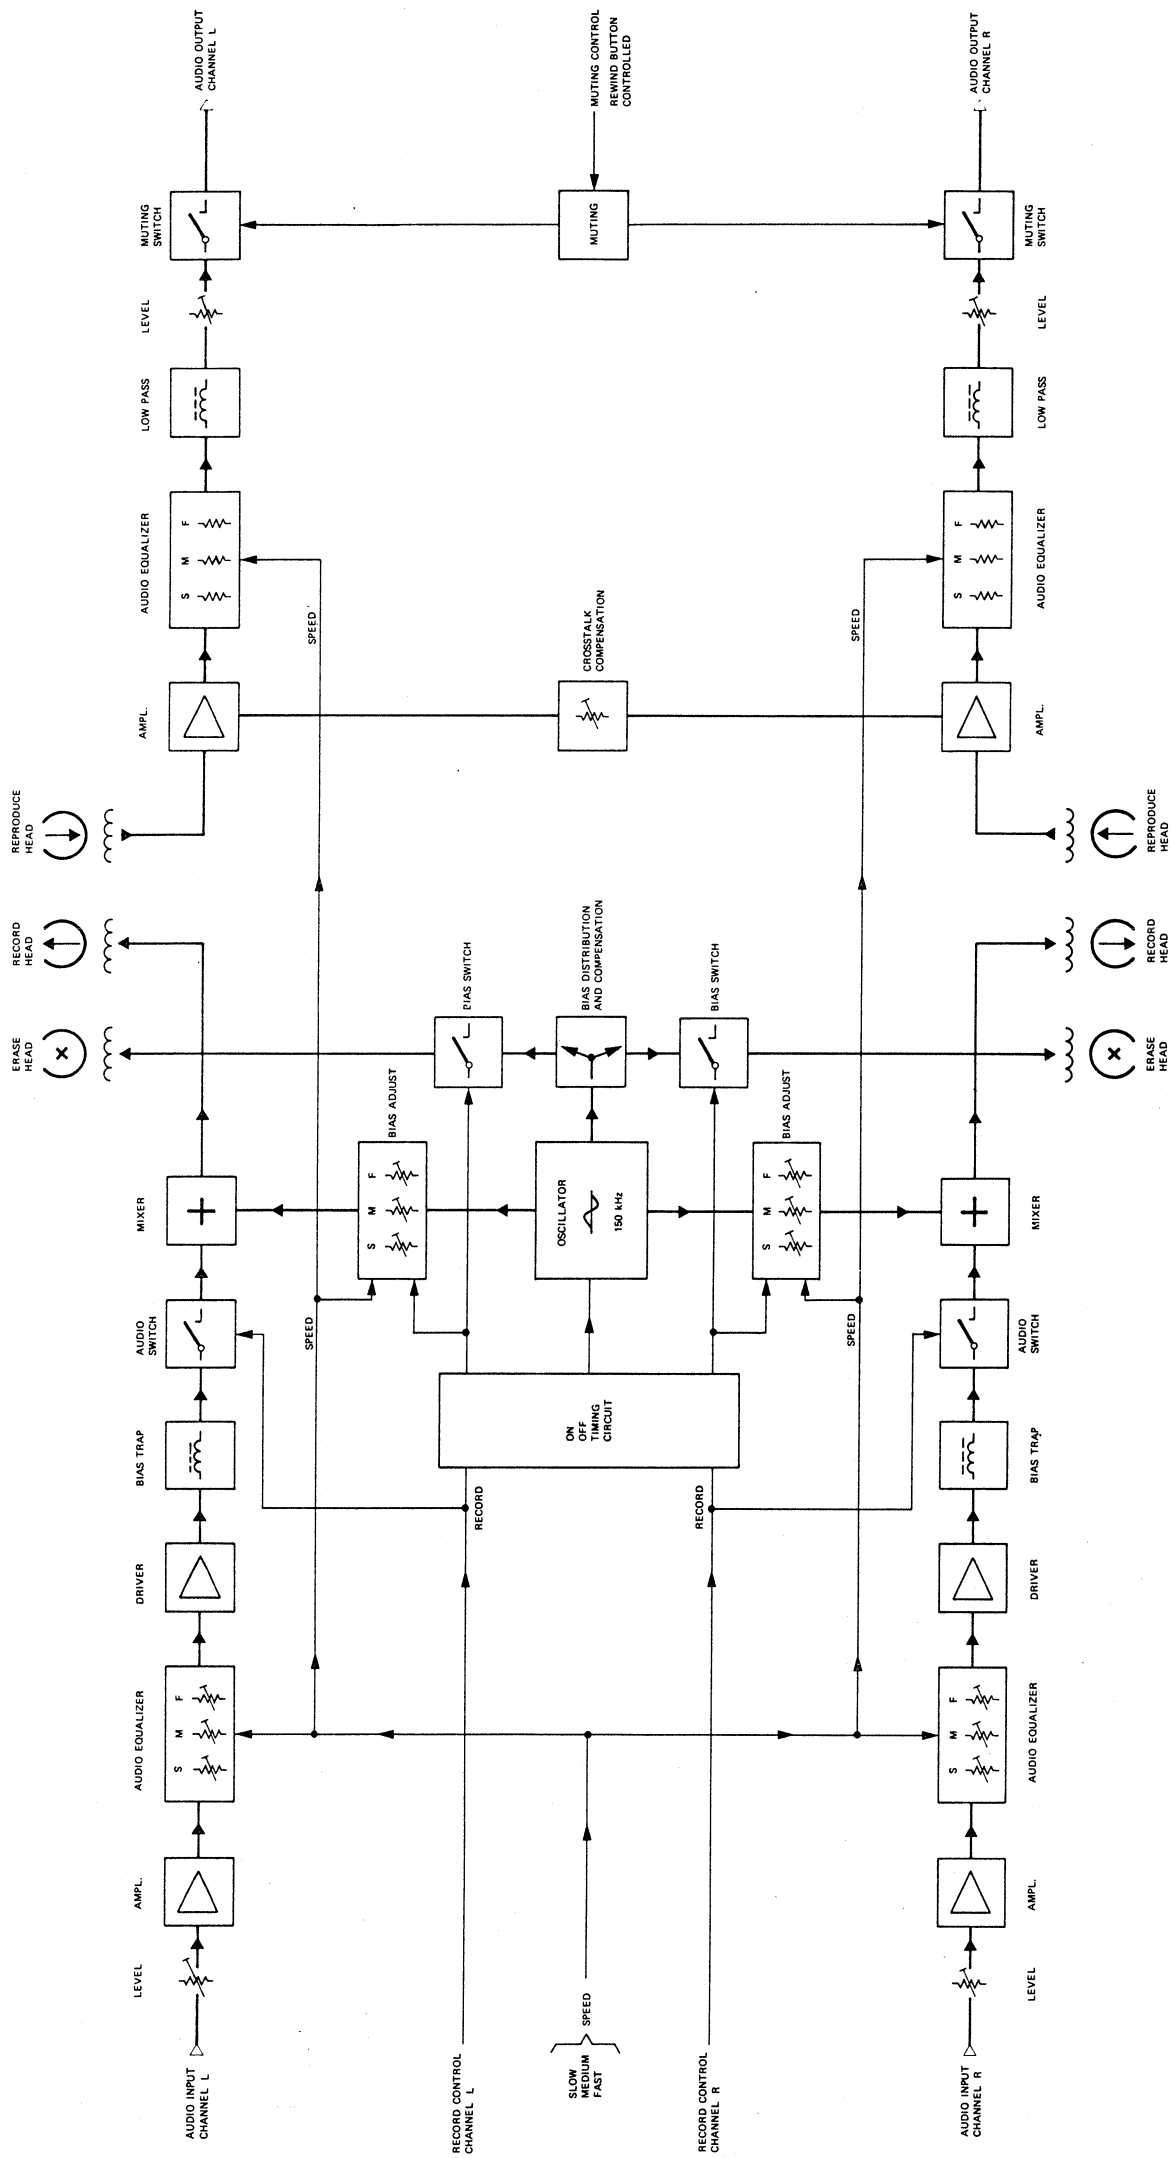 AUDIO INPUT
CHANNEL L
LEVEL
AMPL.
AUDIO EQUALIZER
S M F
DRIVER
BIAS TRAP
AUDIO
SWITCH
MIXER
ERASE
HEAD
RECORD
HEAD
REPRODUCE
HEAD
AMPL.
AUDIO EQUALIZER
S M F
LOW PASS
LEVEL
MUTING
SWITCH
AUDIO OUTPUT
CHANNEL L
SPEED
SPEED
RECORD CONTROL
CHANNEL L
RECORD
BIAS ADJUST
S M F
BIAS SWITCH
SLOW
MEDIUM
FAST
SPEED
ON
OFF
TIMING
CIRCUIT
OSCILLATOR
150 kHz
BIAS DISTRIBUTION
AND COMPENSATION
CROSSTALK
COMPENSATION
MUTING
MUTING CONTROL
REWIND BUTTON
CONTROLLED
RECORD CONTROL
CHANNEL R
RECORD
BIAS SWITCH
BIAS ADJUST
S M F
SPEED
SPEED
AUDIO INPUT
CHANNEL R
LEVEL
AMPL.
AUDIO EQUALIZER
S M F
DRIVER
BIAS TRAP
AUDIO
SWITCH
MIXER
ERASE
HEAD
RECORD
HEAD
REPRODUCE
HEAD
AMPL.
AUDIO EQUALIZER
S M F
LOW PASS
LEVEL
MUTING
SWITCH
AUDIO OUTPUT
CHANNEL R